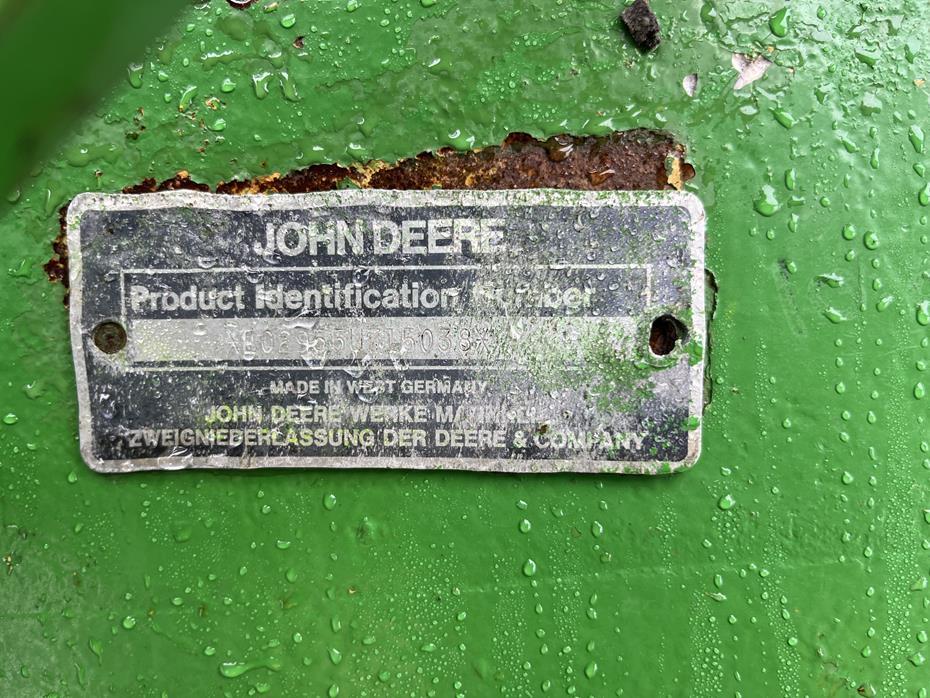 JOHN DEERE
Product Identification Number
MADE IN WEST GERMANY
JOHN DEERE WERKE
ZWEIGNIEDERLASSUNG DER DEERE & COMPANY